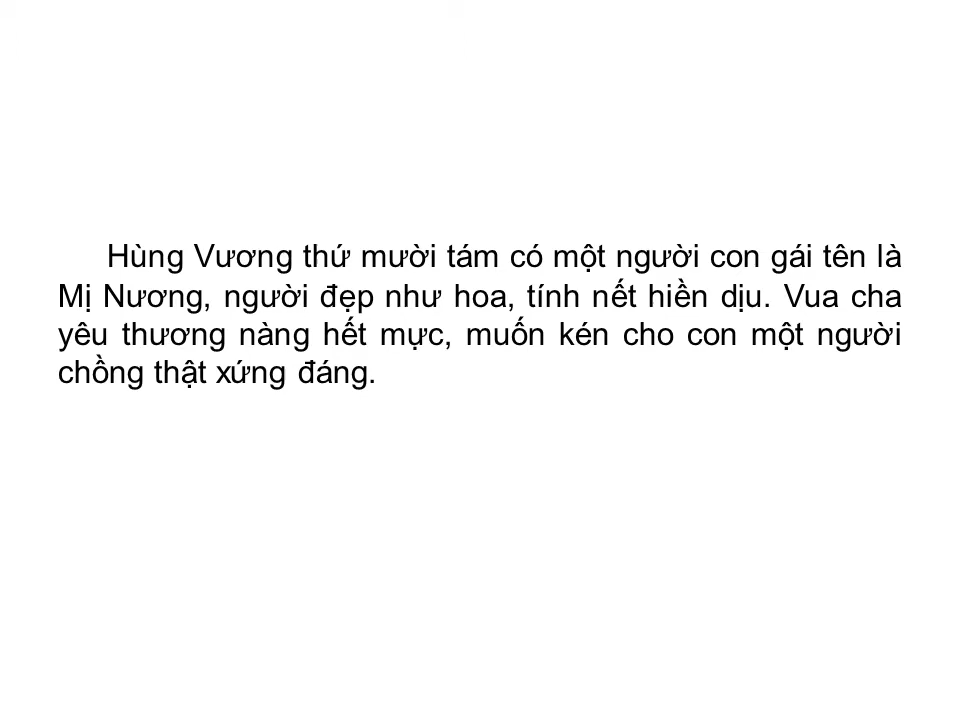 Hùng Vương thứ mười tám có một người con gái tên là
Mị Nương, người đẹp như hoa, tính nết hiền dịu. Vua cha
yêu thương nàng hết mực, muốn kén cho con một người
chồng thật xứng đáng.